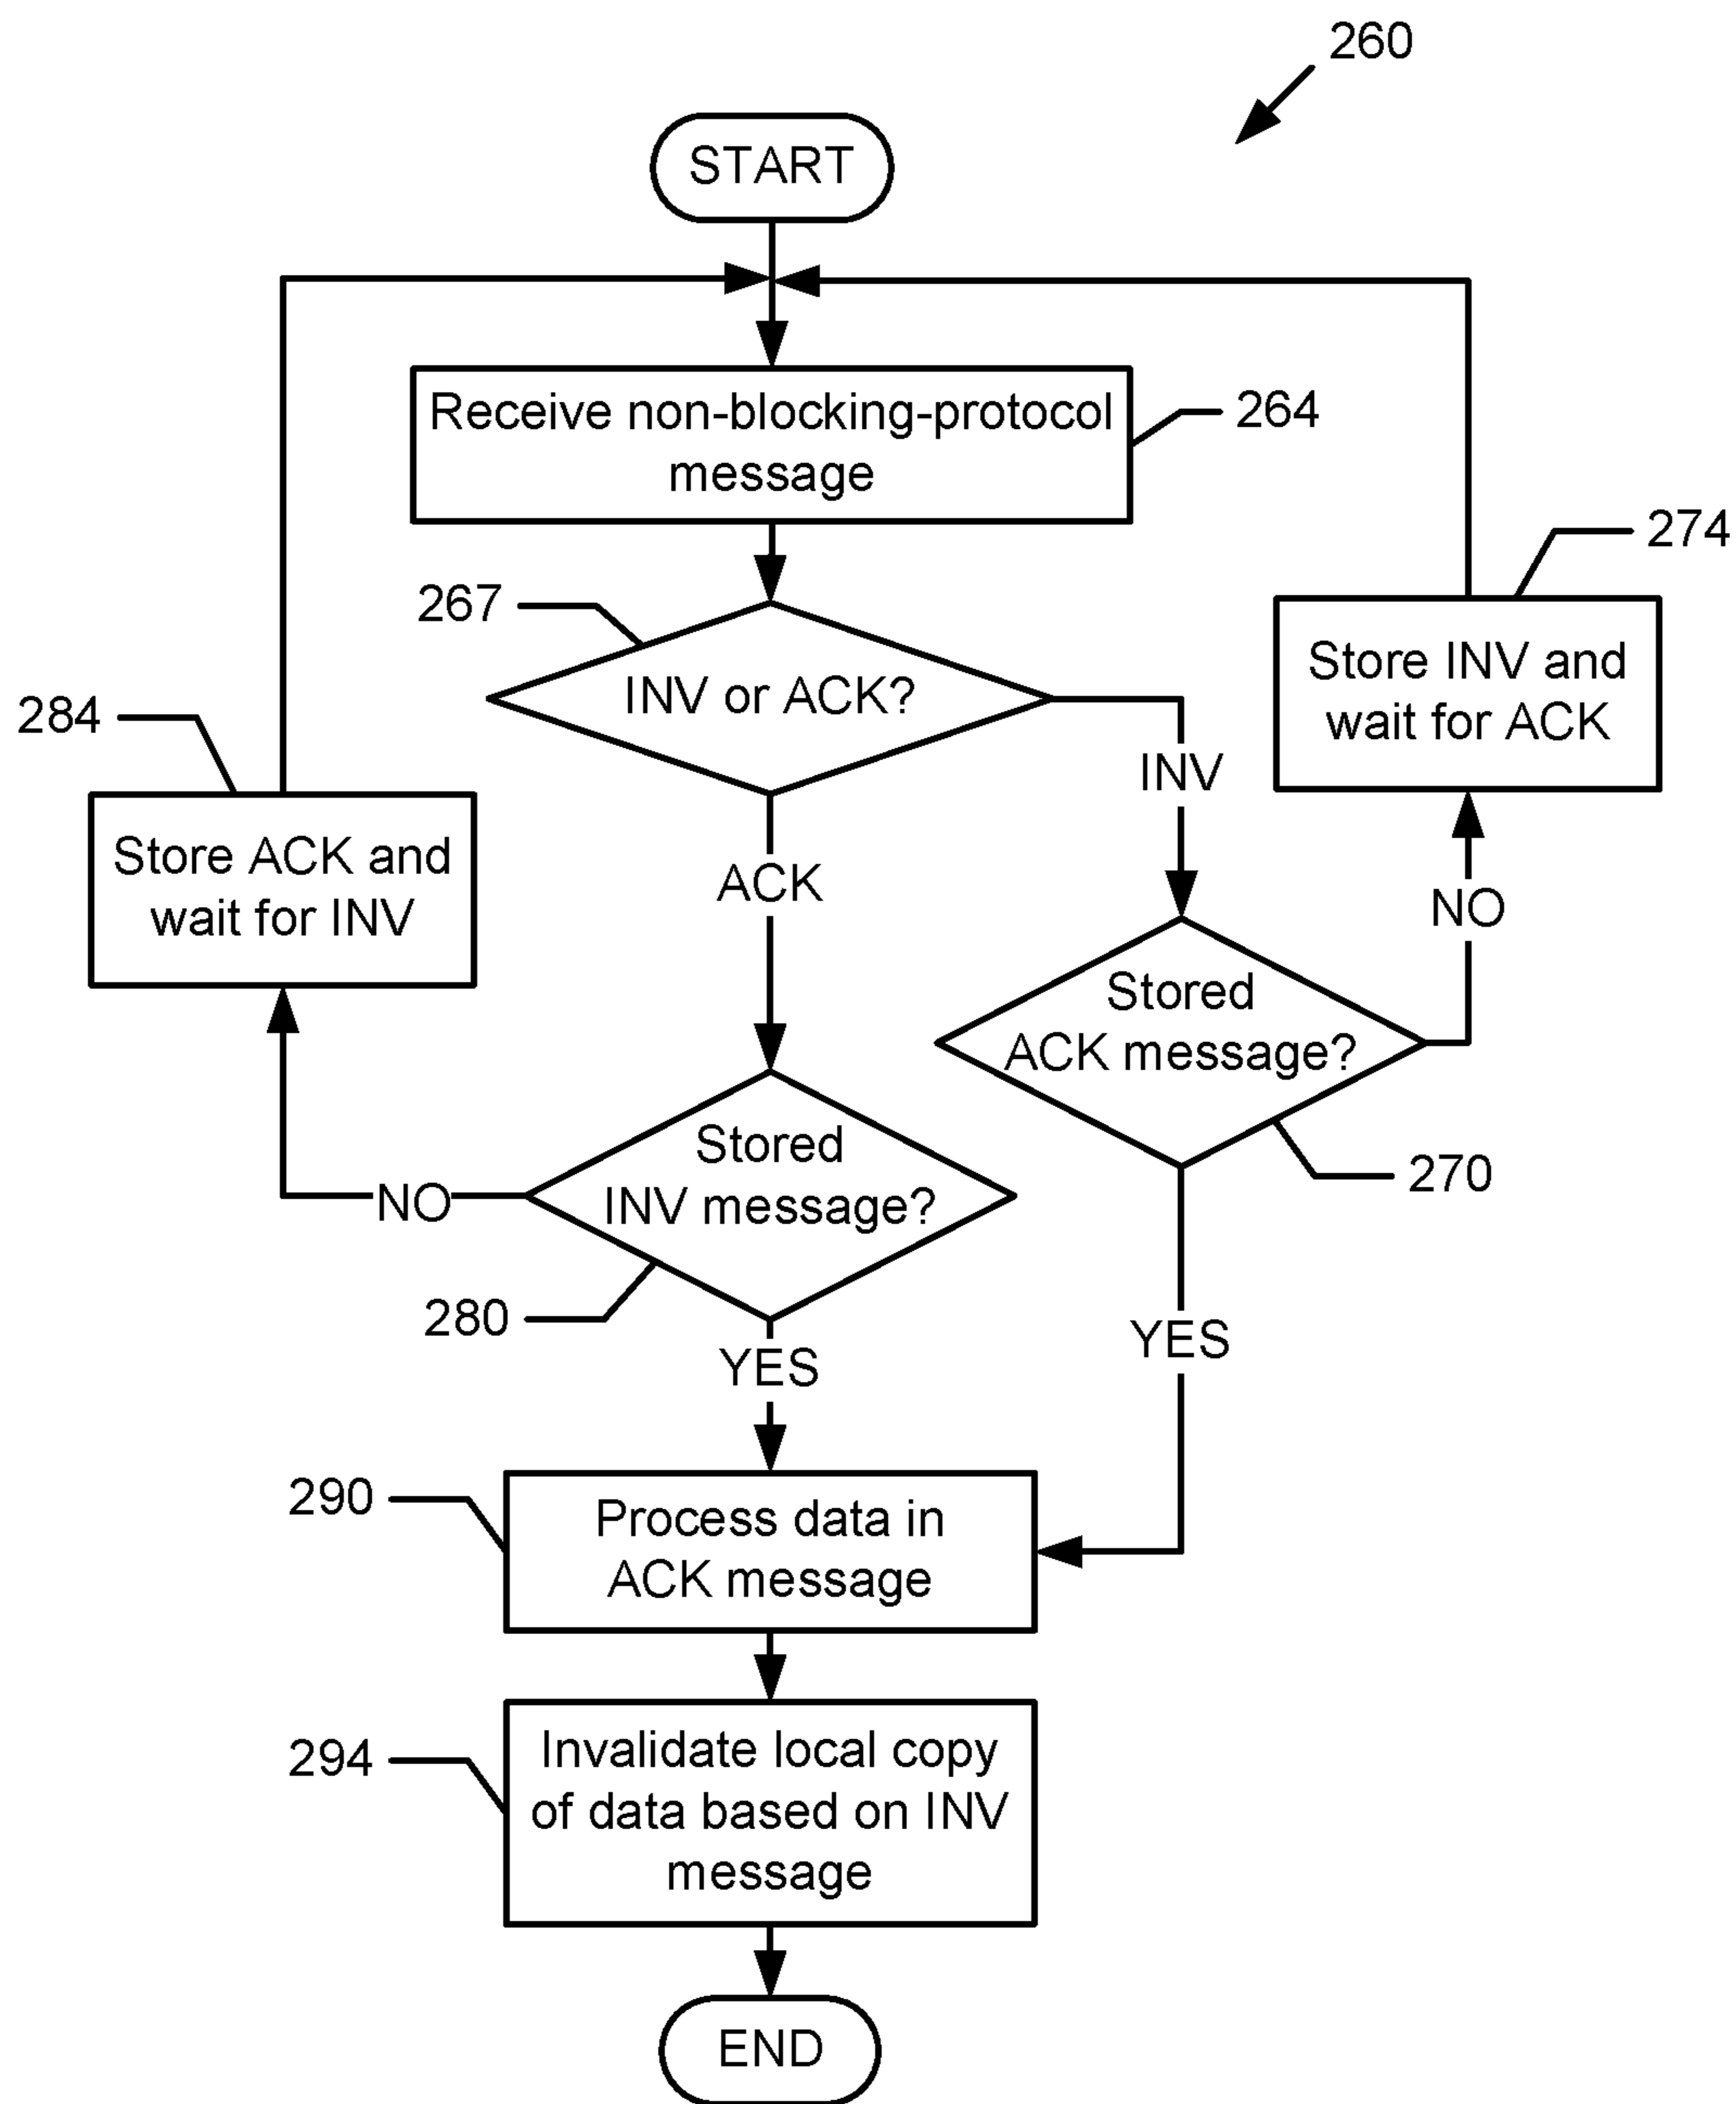 260
START
Receive non-blocking-protocol
message
264
274
267
INV or ACK?
Store INV and
wait for ACK
284
INV
Store ACK and
wait for INV
ACK
NO
Stored
ACK message?
Stored
INV message?
NO
270
280
YES
YES
290
Process data in
ACK message
294
Invalidate local copy
of data based on INV
message
END